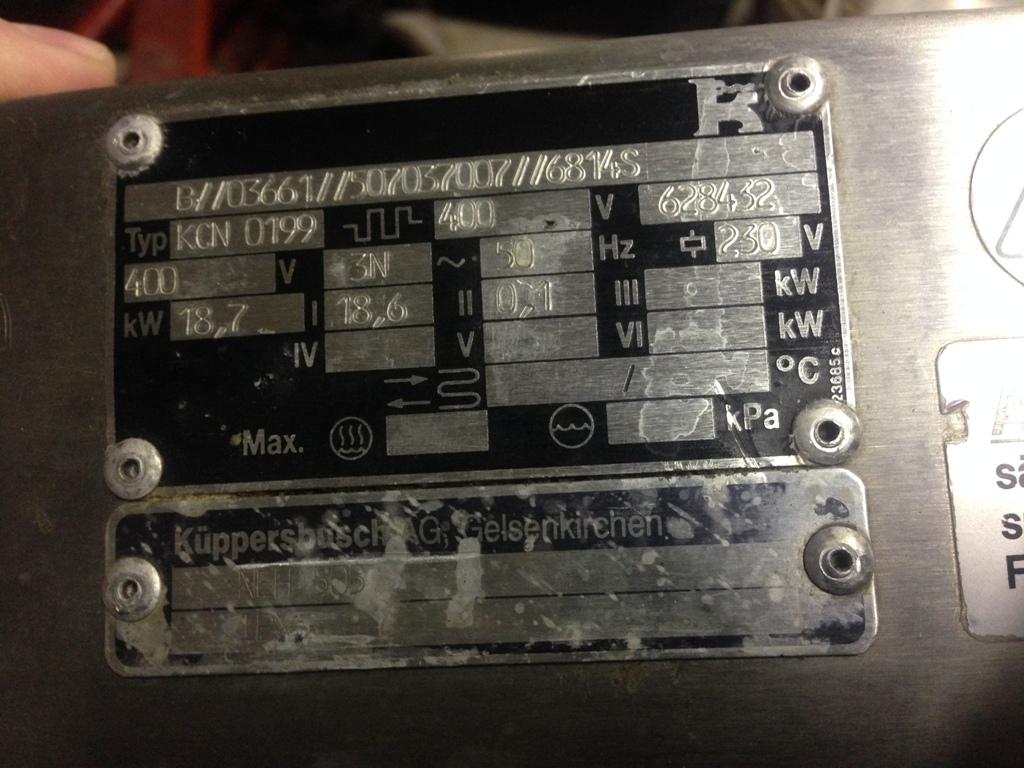 K
B//03661//507037007///6814S
Typ KCN 0199 400 V 628432
400 V 3N ~ 50 Hz 230 V
kW 18,7 I 18,6 II 0,1 III kW
IV V VI kW
/ °C
Max. kPa
23685c
Küppersbusch AG, Gelsenkirchen